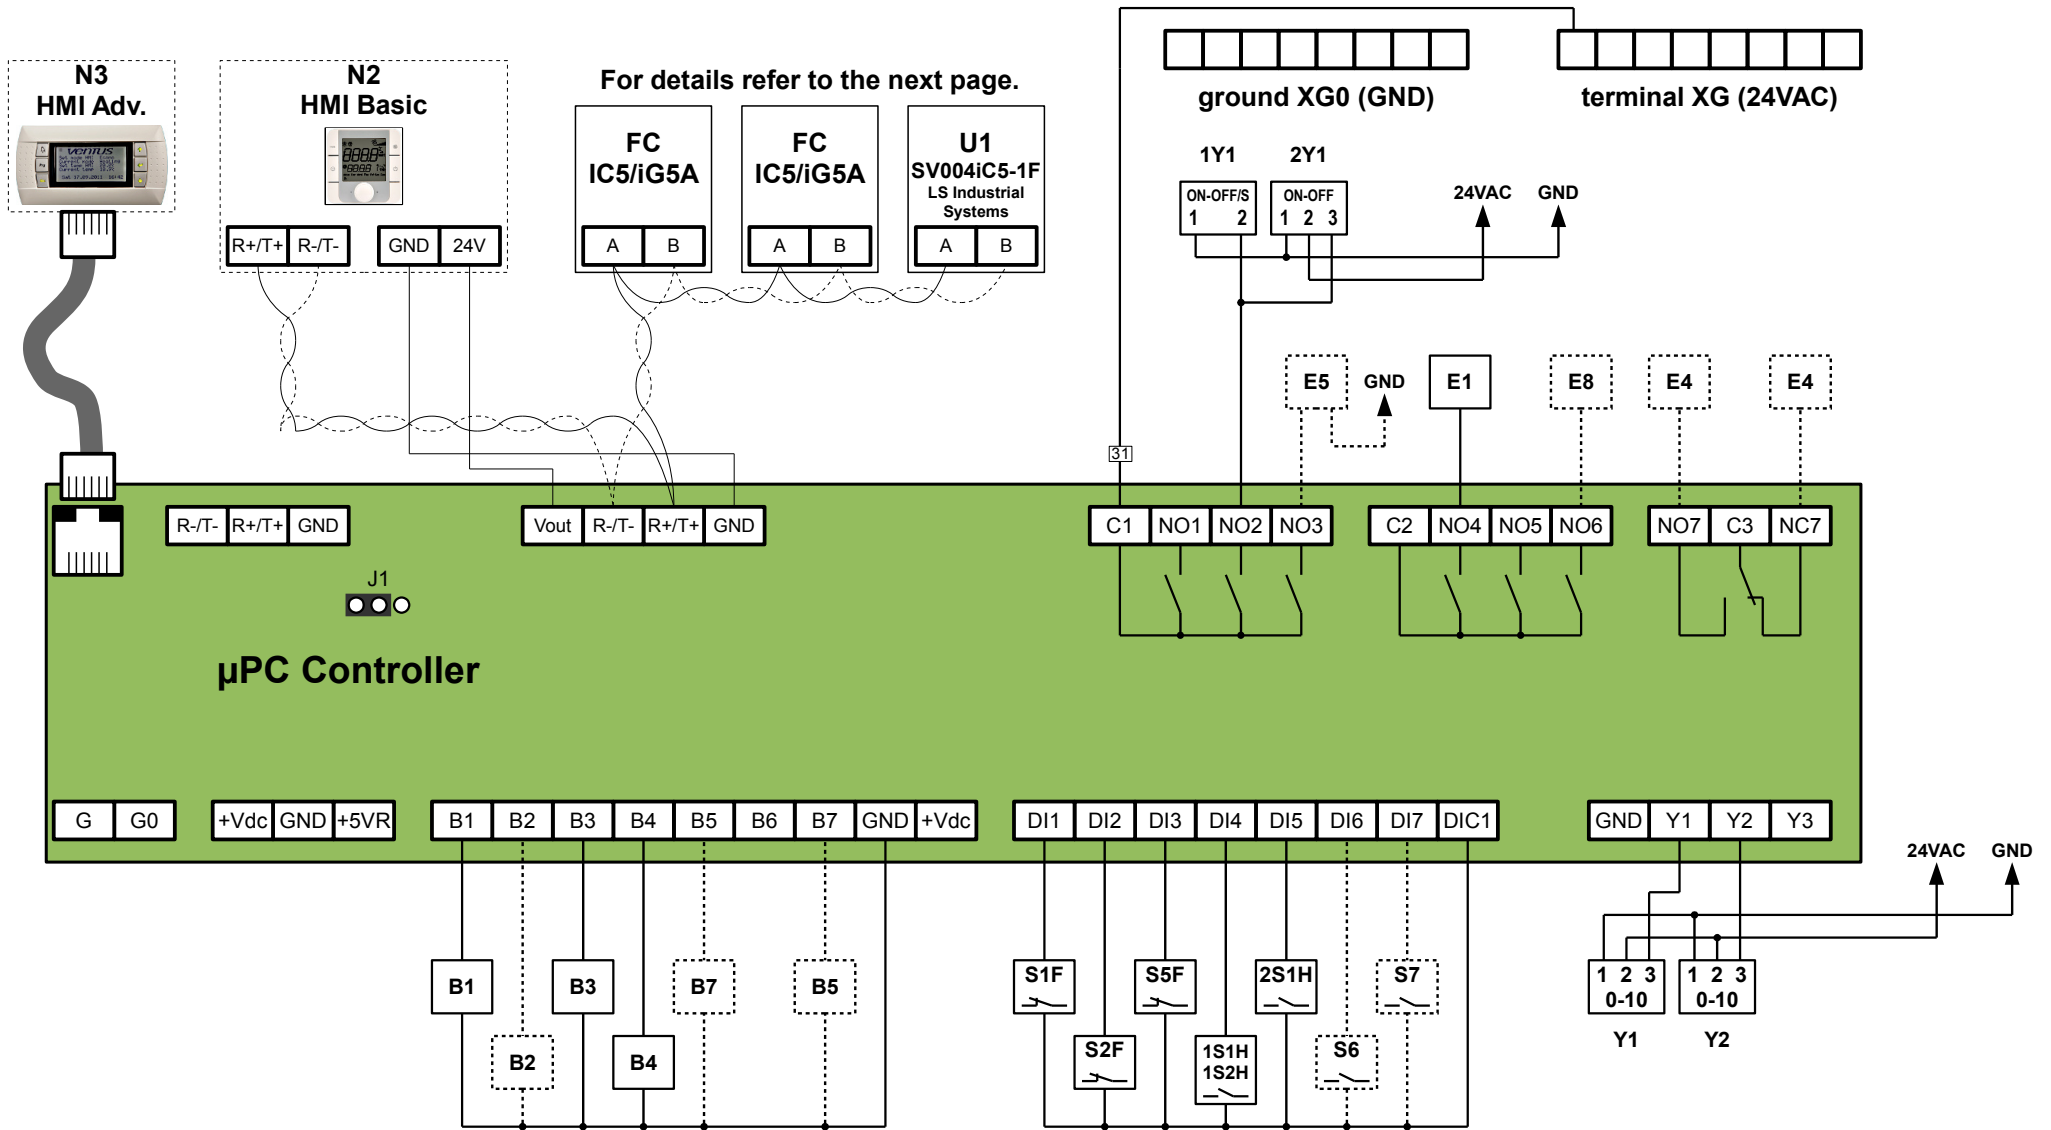 N3
HMI Adv.
VENTUS
N2
HMI Basic
R+/T+ R-/T- GND 24V
For details refer to the next page.
FC
IC5/iG5A
A B
FC
IC5/iG5A
A B
U1
SV004iC5-1F
LS Industrial
Systems
A B
ground XG0 (GND)
terminal XG (24VAC)
1Y1 2Y1
ON-OFF/S
1 2
ON-OFF
1 2 3
24VAC GND
E5 GND E1 E8 E4 E4
31
R-/T- R+/T+ GND
Vout R-/T- R+/T+ GND
C1 NO1 NO2 NO3
C2 NO4 NO5 NO6
NO7 C3 NC7
J1
µPC Controller
G G0
+Vdc GND +5VR
B1 B2 B3 B4 B5 B6 B7 GND +Vdc
DI1 DI2 DI3 DI4 DI5 DI6 DI7 DIC1
GND Y1 Y2 Y3
24VAC GND
B1 B3 B7 B5
B2 B4
S1F S5F 2S1H S7
S2F
1S1H
1S2H
S6
1 2 3
0-10
Y1
1 2 3
0-10
Y2